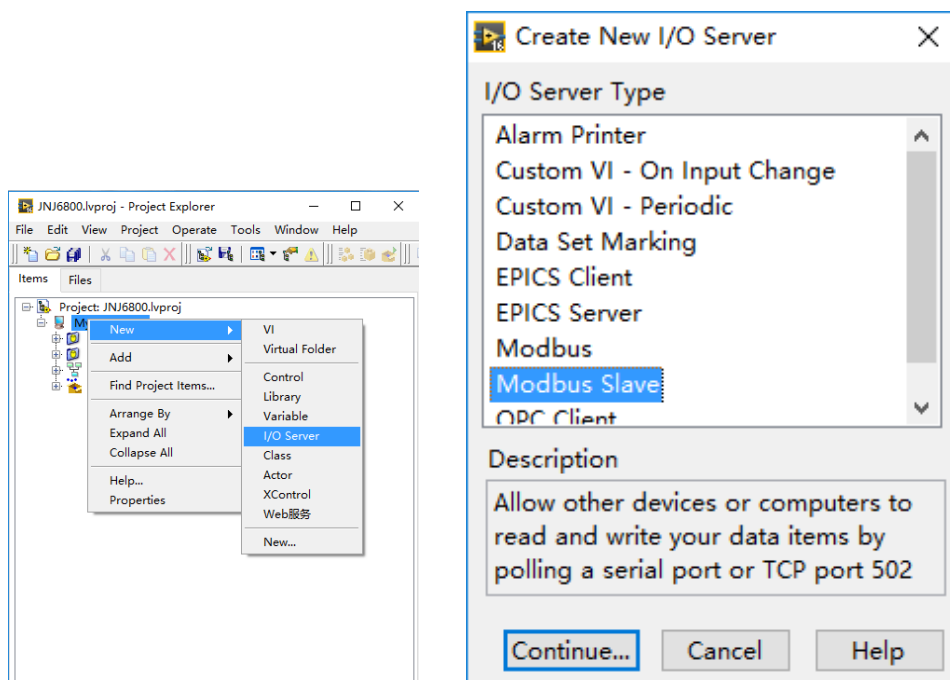 JNJ6800.lvproj - Project Explorer
File Edit View Project Operate Tools Window Help
Items Files
Project: JNJ6800.lvproj
New
Add
Find Project Items...
Arrange By
Expand All
Collapse All
Help...
Properties
VI
Virtual Folder
Control
Library
Variable
I/O Server
Class
Actor
XControl
Web服务
New...
Create New I/O Server
I/O Server Type
Alarm Printer
Custom VI - On Input Change
Custom VI - Periodic
Data Set Marking
EPICS Client
EPICS Server
Modbus
Modbus Slave
OPC Client
Description
Allow other devices or computers to
read and write your data items by
polling a serial port or TCP port 502
Continue... Cancel Help